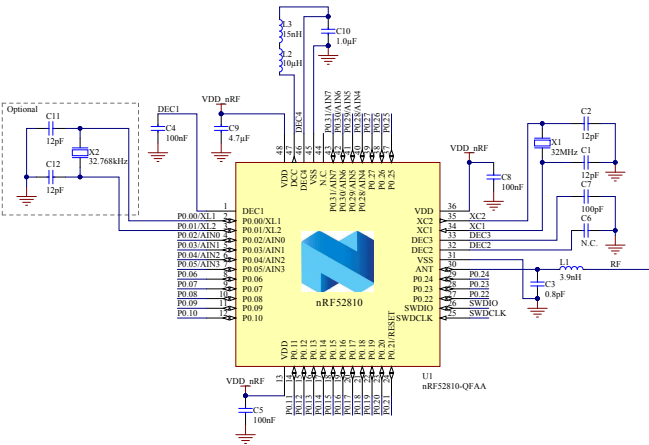 L3
15nH
C10
1.0µF
L2
10µH
DEC4
P0.31/AIN7
P0.30/AIN6
P0.29/AIN5
P0.28/AIN4
P0.27
P0.26
P0.25
Optional
C11
12pF
X2
32.768kHz
C12
12pF
DEC1
C4
100nF
VDD_nRF
C9
4.7µF
48
47
46
45
44
VDD
DCC
DEC4
VSS
N.C.
P0.31/AIN7
P0.30/AIN6
P0.29/AIN5
P0.28/AIN4
P0.27
P0.26
P0.25
VDD_nRF
C8
100nF
X1
32MHz
C2
12pF
C1
12pF
C7
100pF
C6
N.C.
P0.00/XL1
P0.01/XL2
P0.02/AIN0
P0.03/AIN1
P0.04/AIN2
P0.05/AIN3
P0.06
P0.07
P0.08
P0.09
P0.10
1 DEC1
2 P0.00/XL1
3 P0.01/XL2
4 P0.02/AIN0
5 P0.03/AIN1
6 P0.04/AIN2
7 P0.05/AIN3
8 P0.06
9 P0.07
10 P0.08
11 P0.09
12 P0.10
nRF52810
VDD 36
XC2 35 XC2
XC1 34 XC1
DEC3 33 DEC3
DEC2 32 DEC2
VSS 31
ANT 30
P0.24 29 P0.24
P0.23 28 P0.23
P0.22 27 P0.22
SWDIO 26 SWDIO
SWDCLK 25 SWDCLK
L1
3.9nH
RF
C3
0.8pF
VDD
P0.11
P0.12
P0.13
P0.14
P0.15
P0.16
P0.17
P0.18
P0.19
P0.20
P0.21/RESET
13
14
15
16
17
18
19
20
21
22
23
24
P0.11
P0.12
P0.13
P0.14
P0.15
P0.16
P0.17
P0.18
P0.19
P0.20
P0.21
U1
nRF52810-QFAA
VDD_nRF
C5
100nF